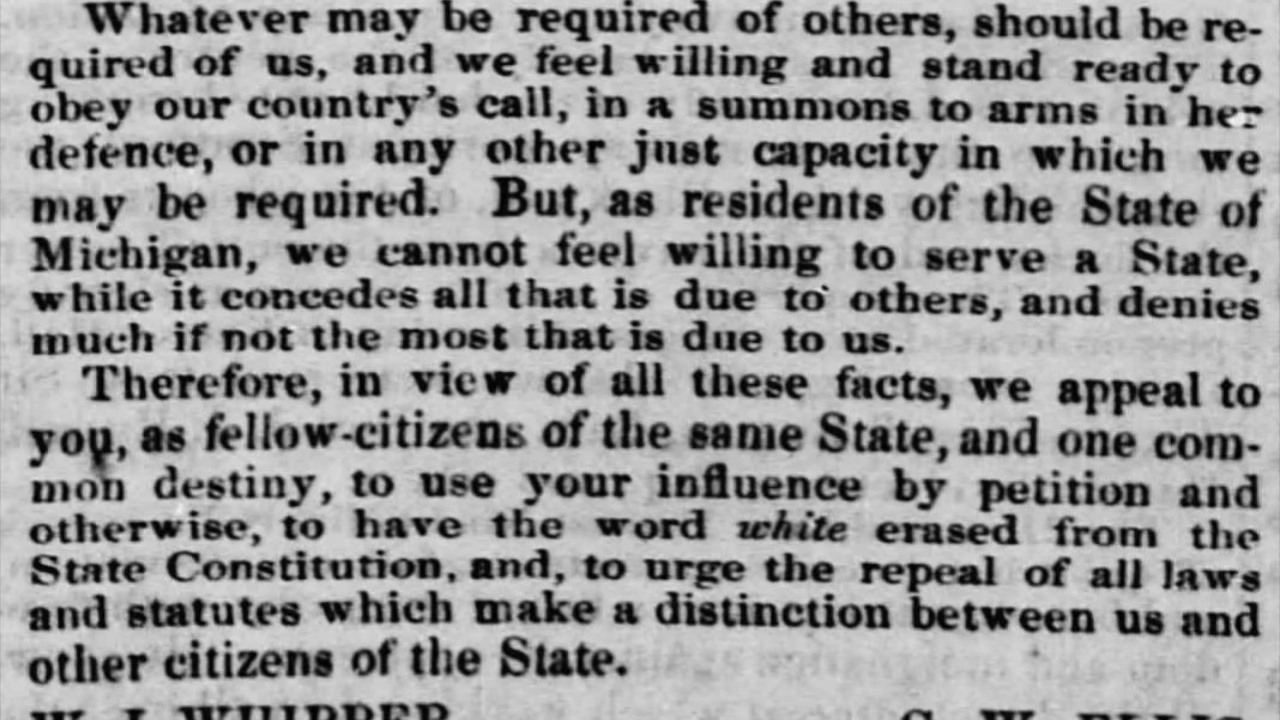 Whatever may be required of others, should be re-
quired of us, and we feel willing and stand ready to
obey our country's call, in a summons to arms in her
defence, or in any other just capacity in which we
may be required. But, as residents of the State of
Michigan, we cannot feel willing to serve a State,
while it concedes all that is due to others, and denies
much if not the most that is due to us.
Therefore, in view of all these facts, we appeal to
you, as fellow-citizens of the same State, and one com-
mon destiny, to use your influence by petition and
otherwise, to have the word white erased from the
State Constitution, and, to urge the repeal of all laws
and statutes which make a distinction between us and
other citizens of the State.
W. J. WHIPPER